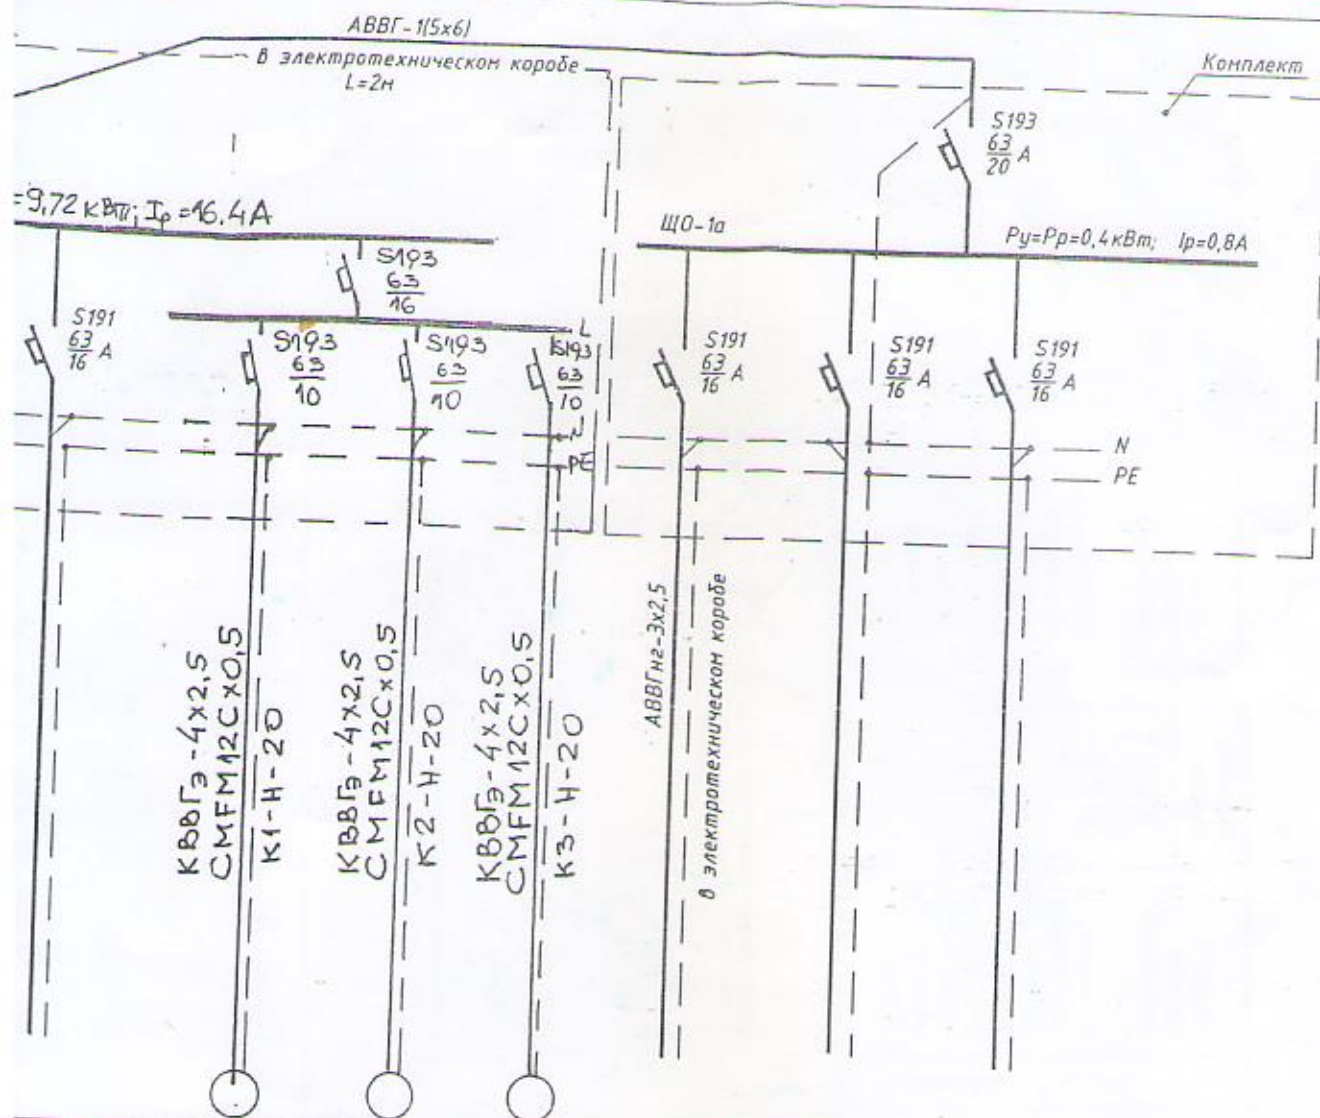 АВВГ-1(5х6)
в электротехническом коробе
L=2м
Комплект
S193
63
20 А
=9,72 кВт; Iр=16.4А
ЩО-1а
Ру=Рр=0,4кВт; Iр=0,8А
S193
63
16
S191
63
16 А
S193
63
10
S193
63
10
L
S193
63
10
S191
63
16 А
S191
63
16 А
S191
63
16 А
N
PE
N
PE
КВВГэ-4х2,5
CMFM12Cх0,5
К1-Н-20
КВВГэ-4х2,5
CMFM12Cх0,5
К2-Н-20
КВВГэ-4х2,5
CMFM12Cх0,5
К3-Н-20
АВВГнг-3х2,5
в электротехническом коробе